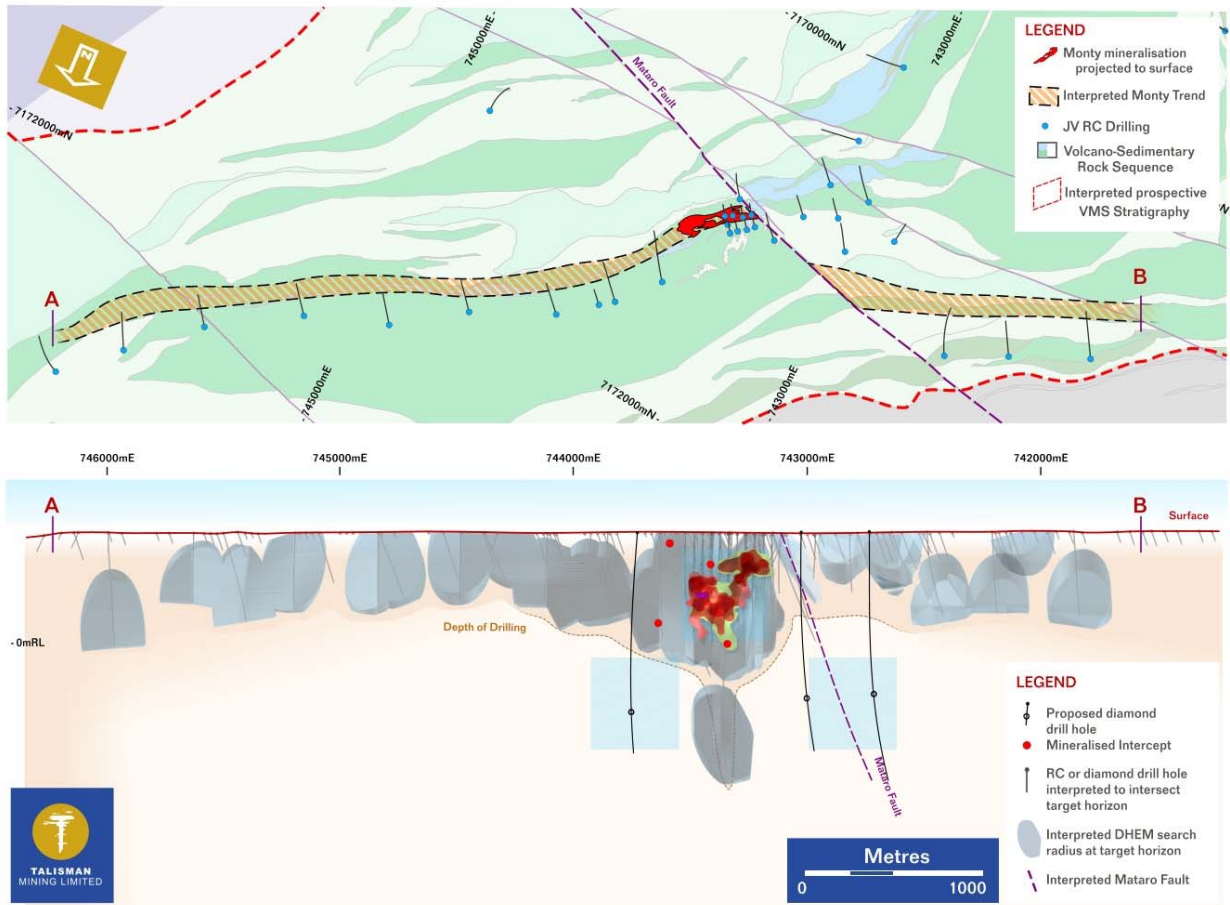 LEGEND
Monty mineralisation
projected to surface
Interpreted Monty Trend
JV RC Drilling
Volcano-Sedimentary
Rock Sequence
Interpreted prospective
VMS Stratigraphy
N
745000mE
7170000mN
743000mE
Mataro Fault
- 7172000mN
mN
A
B
- 745000mE
7172000mN -
- 743000mE
746000mE
745000mE
744000mE
743000mE
742000mE
A
B
Surface
Depth of Drilling
- 0mRL
Mataro Fault
LEGEND
Proposed diamond
drill hole
Mineralised Intercept
RC or diamond drill hole
interpreted to intersect
target horizon
Interpreted DHEM search
radius at target horizon
Interpreted Mataro Fault
Metres
0
1000
TALISMAN
MINING LIMITED